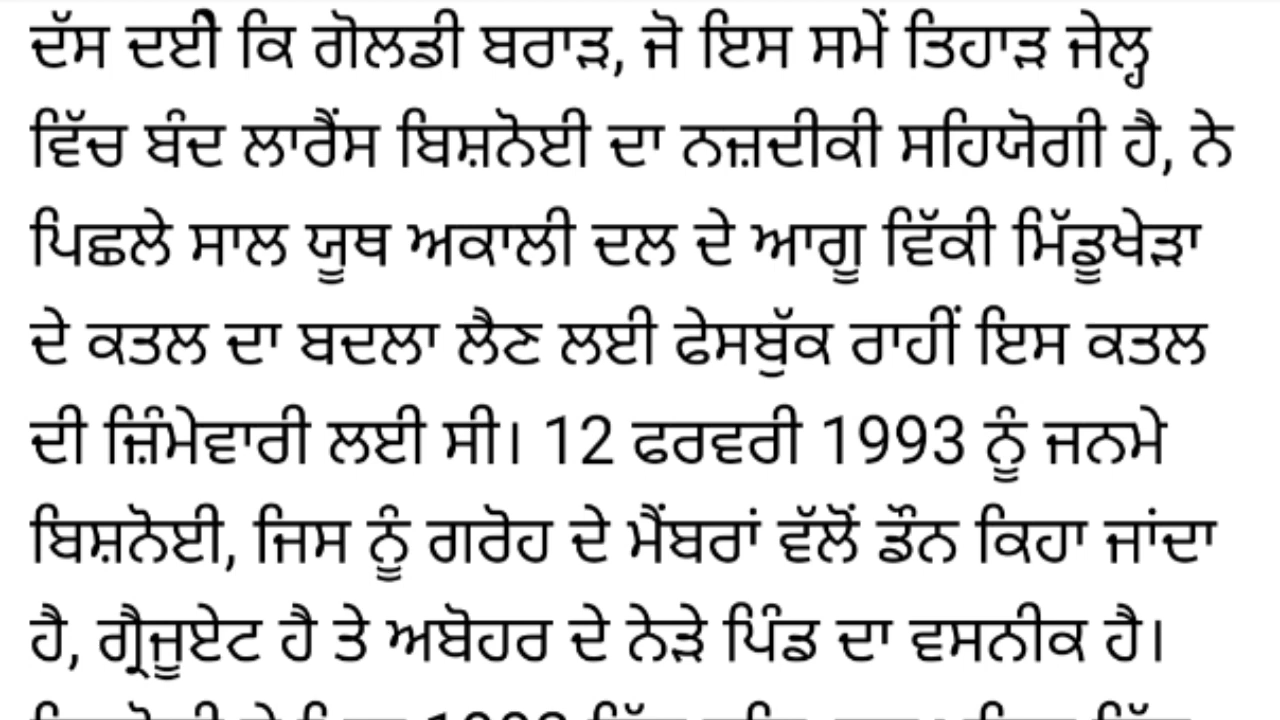 ਦੱਸ ਦਈੇ ਕਿ ਗੋਲਡੀ ਬਰਾੜ, ਜੋ ਇਸ ਸਮੇਂ ਤਿਹਾੜ ਜੇਲ੍ਹ
ਵਿੱਚ ਬੰਦ ਲਾਰੈਂਸ ਬਿਸ਼ਨੋਈ ਦਾ ਨਜ਼ਦੀਕੀ ਸਹਿਯੋਗੀ ਹੈ, ਨੇ
ਪਿਛਲੇ ਸਾਲ ਯੂਥ ਅਕਾਲੀ ਦਲ ਦੇ ਆਗੂ ਵਿੱਕੀ ਮਿੱਡੂਖੇੜਾ
ਦੇ ਕਤਲ ਦਾ ਬਦਲਾ ਲੈਣ ਲਈ ਫੇਸਬੁੱਕ ਰਾਹੀਂ ਇਸ ਕਤਲ
ਦੀ ਜ਼ਿੰਮੇਵਾਰੀ ਲਈ ਸੀ। 12 ਫਰਵਰੀ 1993 ਨੂੰ ਜਨਮੇ
ਬਿਸ਼ਨੋਈ, ਜਿਸ ਨੂੰ ਗਰੋਹ ਦੇ ਮੈਂਬਰਾਂ ਵੱਲੋਂ ਡੌਨ ਕਿਹਾ ਜਾਂਦਾ
ਹੈ, ਗ੍ਰੈਜੂਏਟ ਹੈ ਤੇ ਅਬੋਹਰ ਦੇ ਨੇੜੇ ਪਿੰਡ ਦਾ ਵਸਨੀਕ ਹੈ।